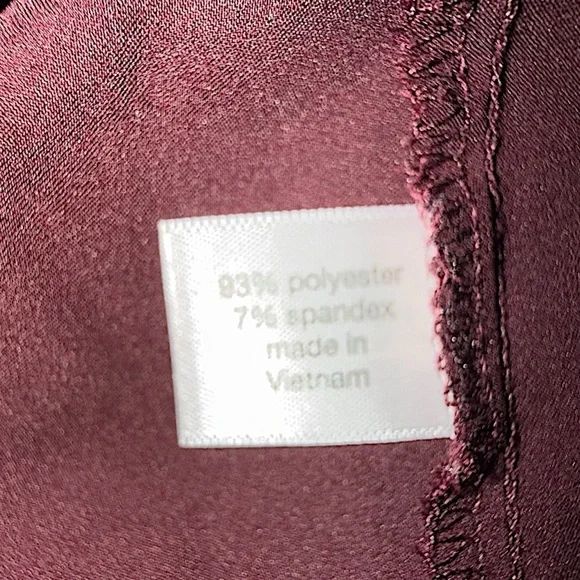 93% polyester
7% spandex
made in
Vietnam